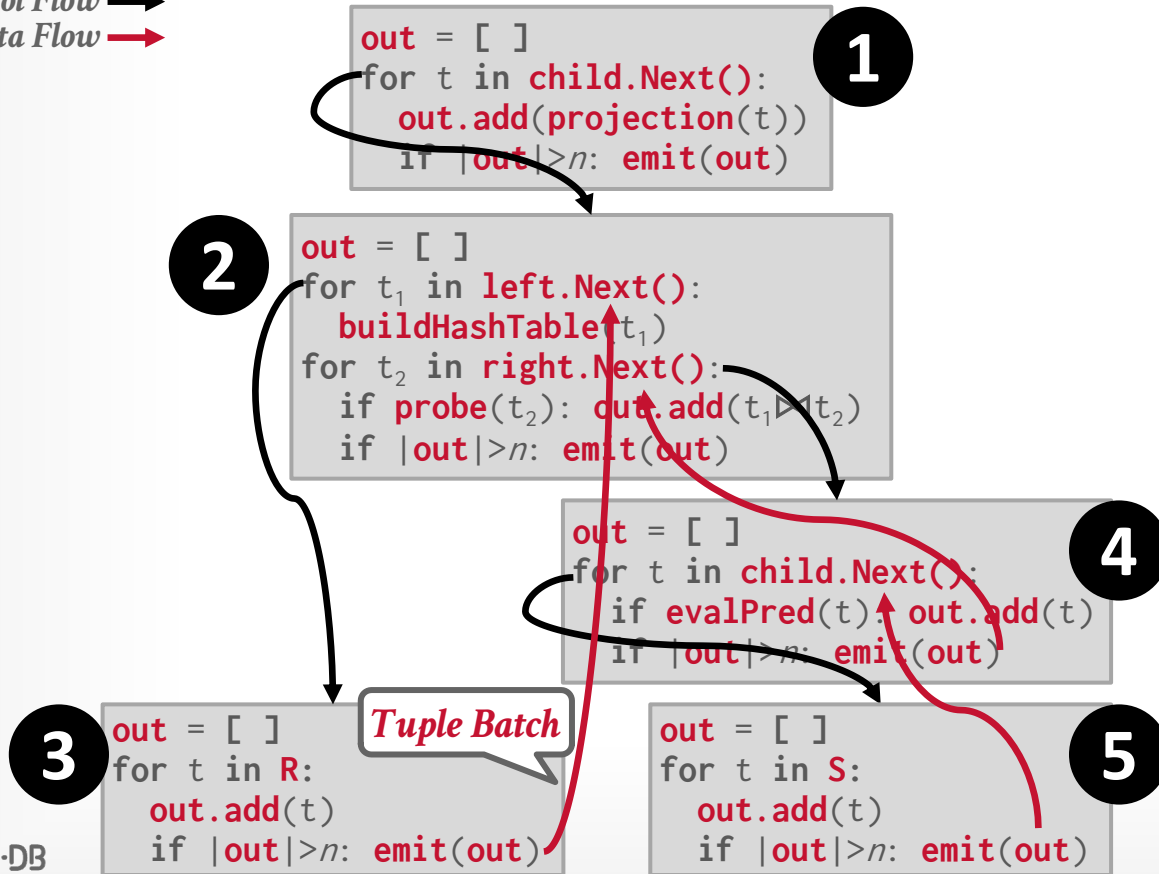 Flow
ta Flow
1
out = [ ]
for t in child.Next():
out.add(projection(t))
if |out|>n: emit(out)
2
out = [ ]
for t₁ in left.Next():
buildHashTable(t₁)
for t₂ in right.Next():
if probe(t₂): out.add(t₁⋈t₂)
if |out|>n: emit(out)
4
out = [ ]
for t in child.Next():
if evalPred(t): out.add(t)
if |out|>n: emit(out)
3
out = [ ]
for t in R:
out.add(t)
if |out|>n: emit(out)
Tuple Batch
5
out = [ ]
for t in S:
out.add(t)
if |out|>n: emit(out)
·DB